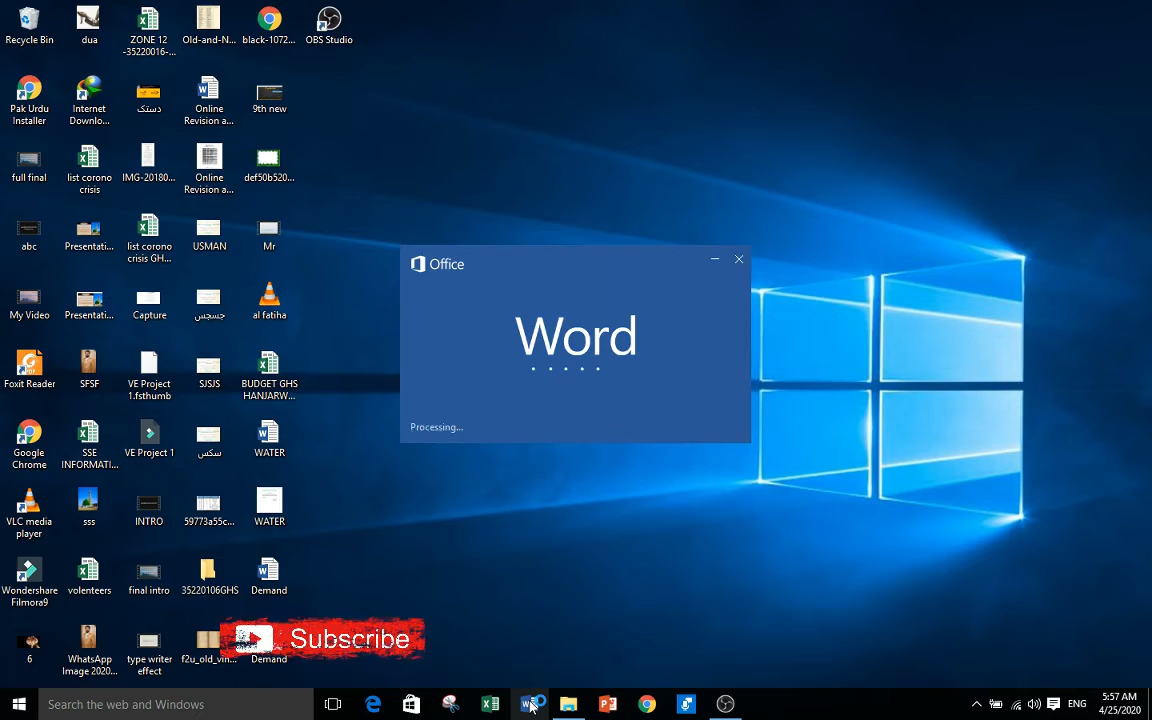 Recycle Bin
dua
ZONE 12
-35220016-...
Old-and-N...
black-1072...
OBS Studio
Pak Urdu
Installer
Internet
Downlo...
دستک
Online
Revision a...
9th new
full final
list corono
crisis
IMG-20180...
Online
Revision a...
def50b520...
abc
Presentati...
list corono
crisis GH...
USMAN
Mr
My Video
Presentati...
Capture
جسجس
al fatiha
Foxit Reader
SFSF
VE Project
1.fsthumb
SJSJS
BUDGET GHS
HANJARW...
Google
Chrome
SSE
INFORMATI...
VE Project 1
سکس
WATER
VLC media
player
sss
INTRO
59773a55c...
WATER
Wondershare
Filmora9
volenteers
final intro
35220106GHS
Demand
6
WhatsApp
Image 2020...
type writer
effect
f2u_old_vin...
Demand
Office
Word
Processing...
Subscribe
Search the web and Windows
ENG
5:57 AM
4/25/2020